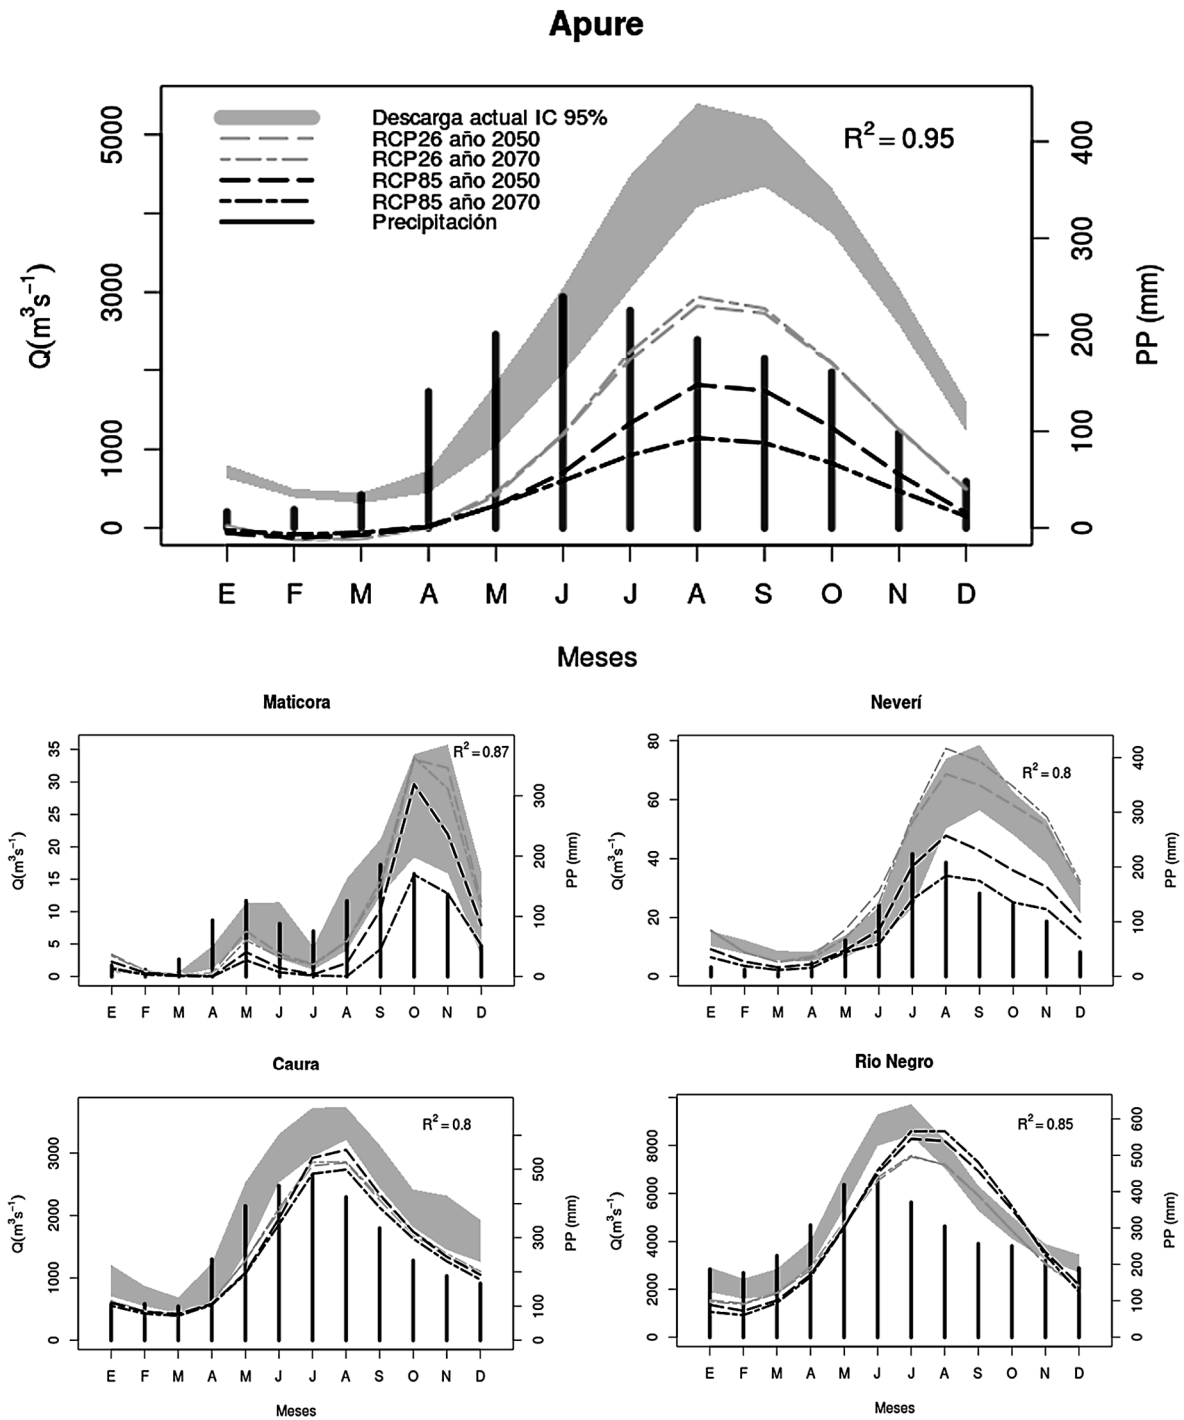 Apure
Descarga actual IC 95%
RCP26 año 2050
RCP26 año 2070
RCP85 año 2050
RCP85 año 2070
Precipitación
R² = 0.95
Q(m³s⁻¹)
5000
3000
1000
0
PP (mm)
400
300
200
100
0
E F M A M J J A S O N D
Meses
Maticora
R² = 0.87
Q(m³s⁻¹)
35
30
25
20
15
10
5
0
PP (mm)
300
200
100
0
E F M A M J J A S O N D
Neverí
R² = 0.8
Q(m³s⁻¹)
80
60
40
20
0
PP (mm)
400
300
200
100
0
E F M A M J J A S O N D
Caura
R² = 0.8
Q(m³s⁻¹)
3000
2000
1000
0
PP (mm)
500
300
100
0
E F M A M J J A S O N D
Meses
Rio Negro
R² = 0.85
Q(m³s⁻¹)
8000
6000
4000
2000
0
PP (mm)
600
500
400
300
200
100
0
E F M A M J J A S O N D
Meses